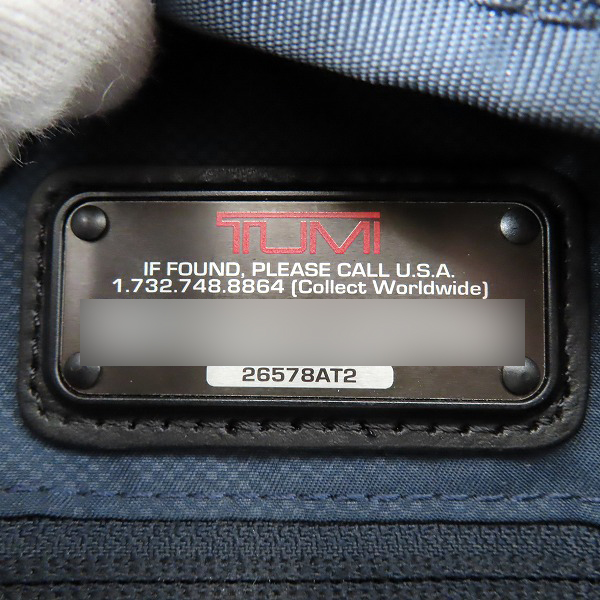 TUMI
IF FOUND, PLEASE CALL U.S.A.
1.732.748.8864 (Collect Worldwide)
26578AT2